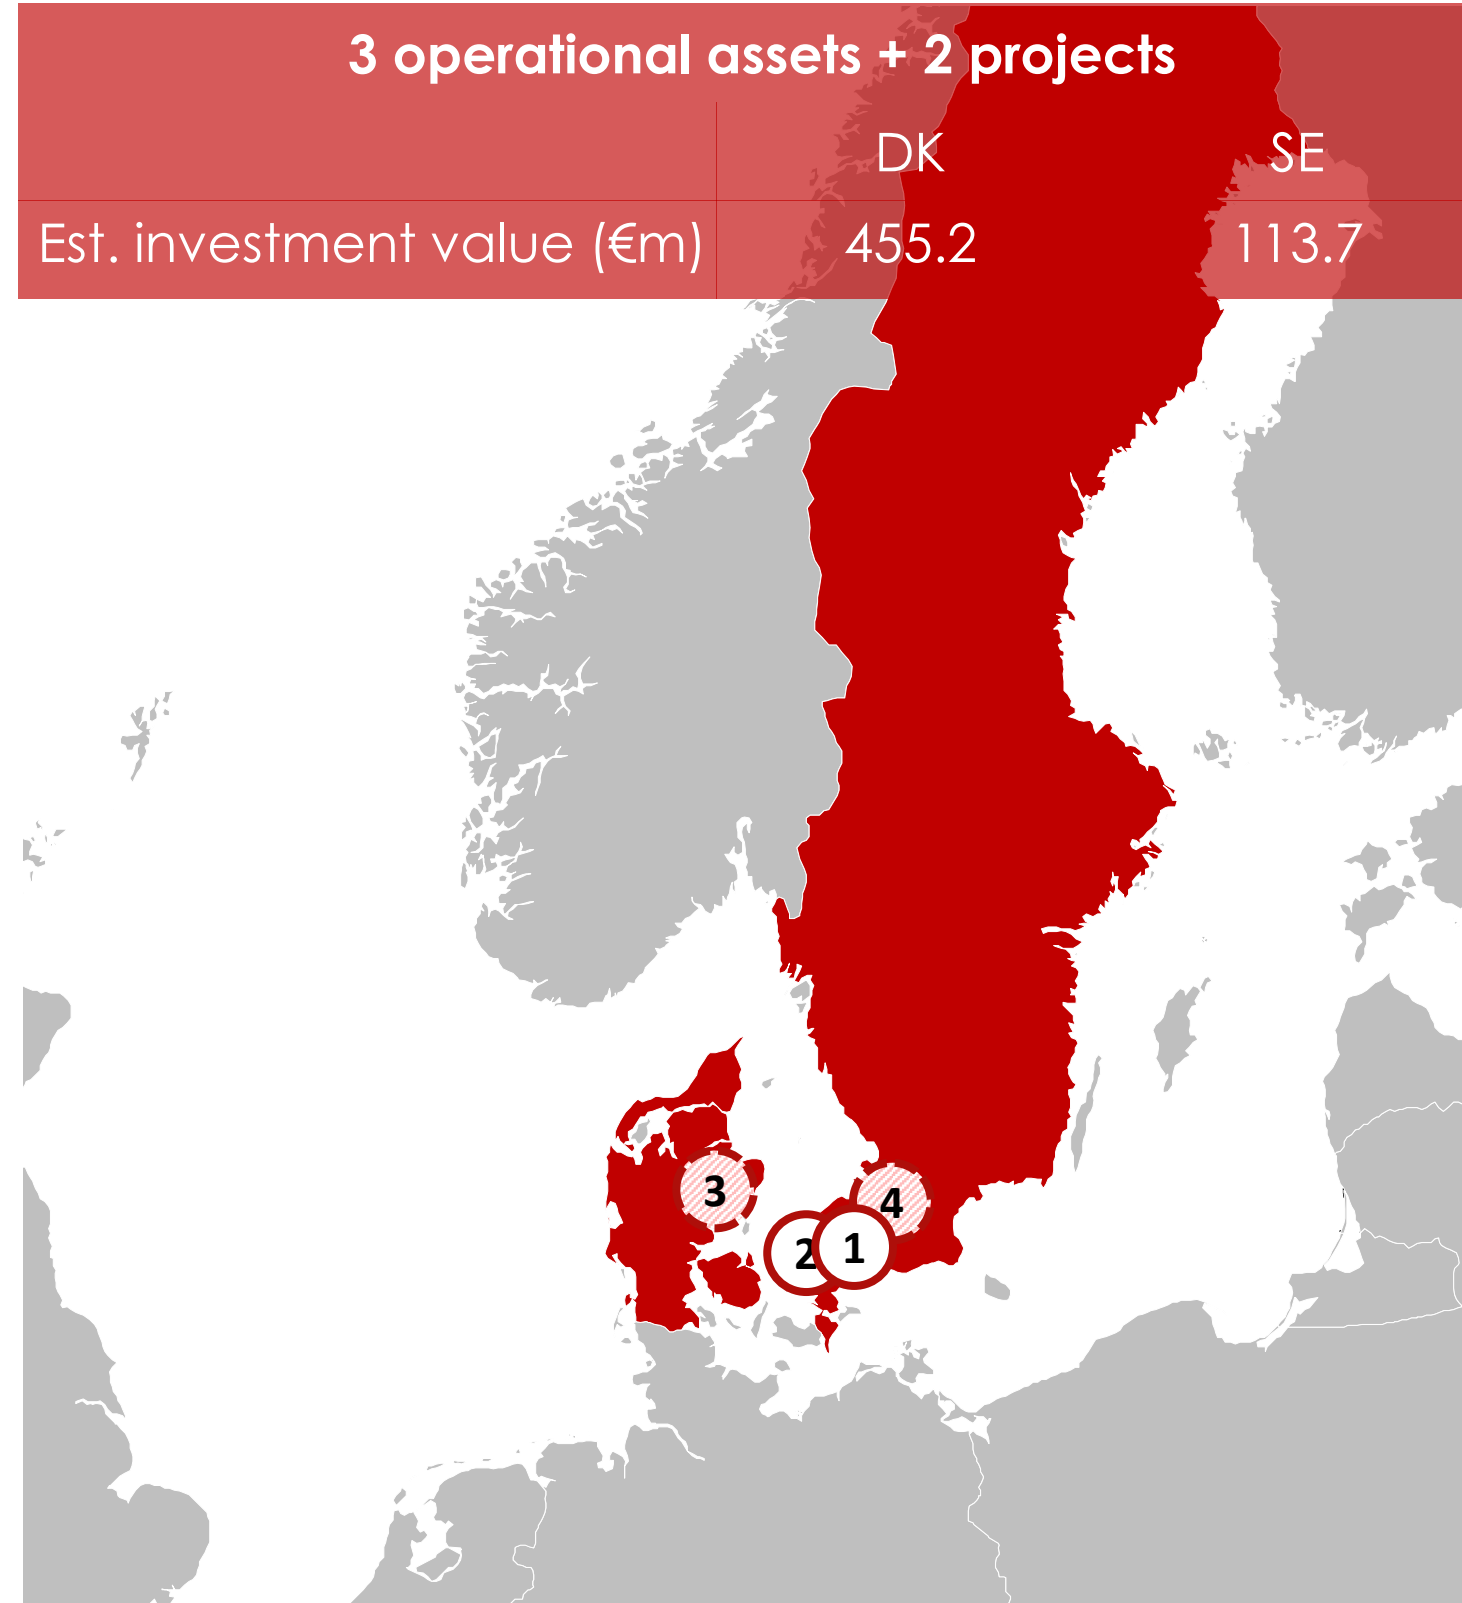 3 operational assets + 2 projects
DK SE
Est. investment value (€m) 455.2 113.7
3
4
2 1